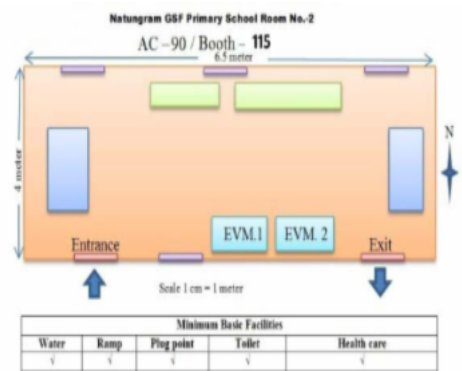 Natungram GSF Primary School Room No.-2
AC –90 / Booth – 115
6.5 meter
4 meter
N
EVM.1 EVM. 2
Entrance Exit
Scale 1 cm = 1 meter
Minimum Basic Facilities
Water Ramp Plug point Toilet Health care
√ √ √ √ √